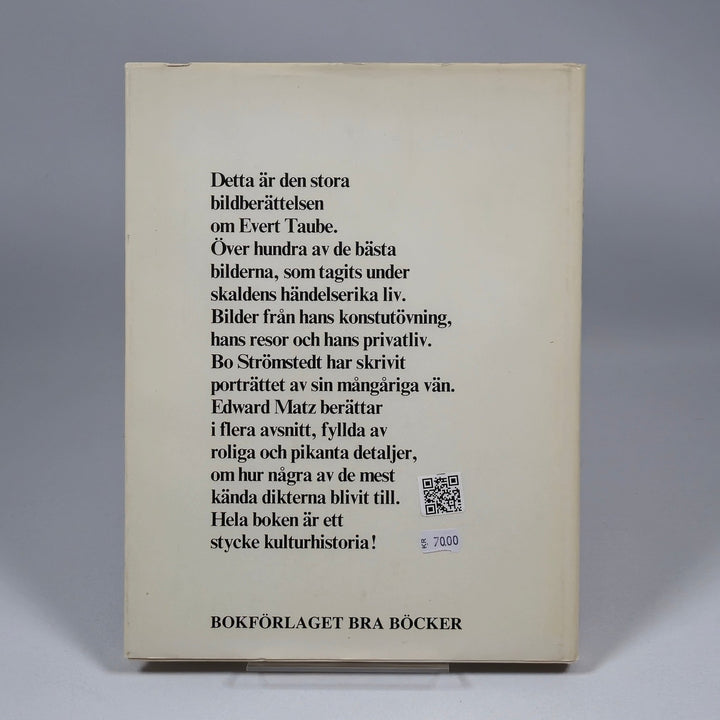 Detta är den stora
bildberättelsen
om Evert Taube.
Över hundra av de bästa
bilderna, som tagits under
skaldens händelserika liv.
Bilder från hans konstutövning,
hans resor och hans privatliv.
Bo Strömstedt har skrivit
porträttet av sin mångåriga vän.
Edward Matz berättar
i flera avsnitt, fyllda av
roliga och pikanta detaljer,
om hur några av de mest
kända dikterna blivit till.
Hela boken är ett
stycke kulturhistoria!
KR 70.00
BOKFÖRLAGET BRA BÖCKER